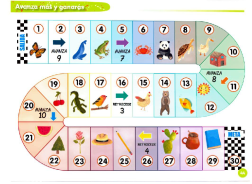 Avanza más y ganarás
SALIDA
1 2 3 4 5 6 7 8 9
AVANZA
9
AVANZA
7
10
11
AVANZA
8
12
20 19 18 17 16 15 14 13
AVANZA
10
RETROCEDE
3
21
RETROCEDE
4
META
22 23 24 25 26 27 28 29 30